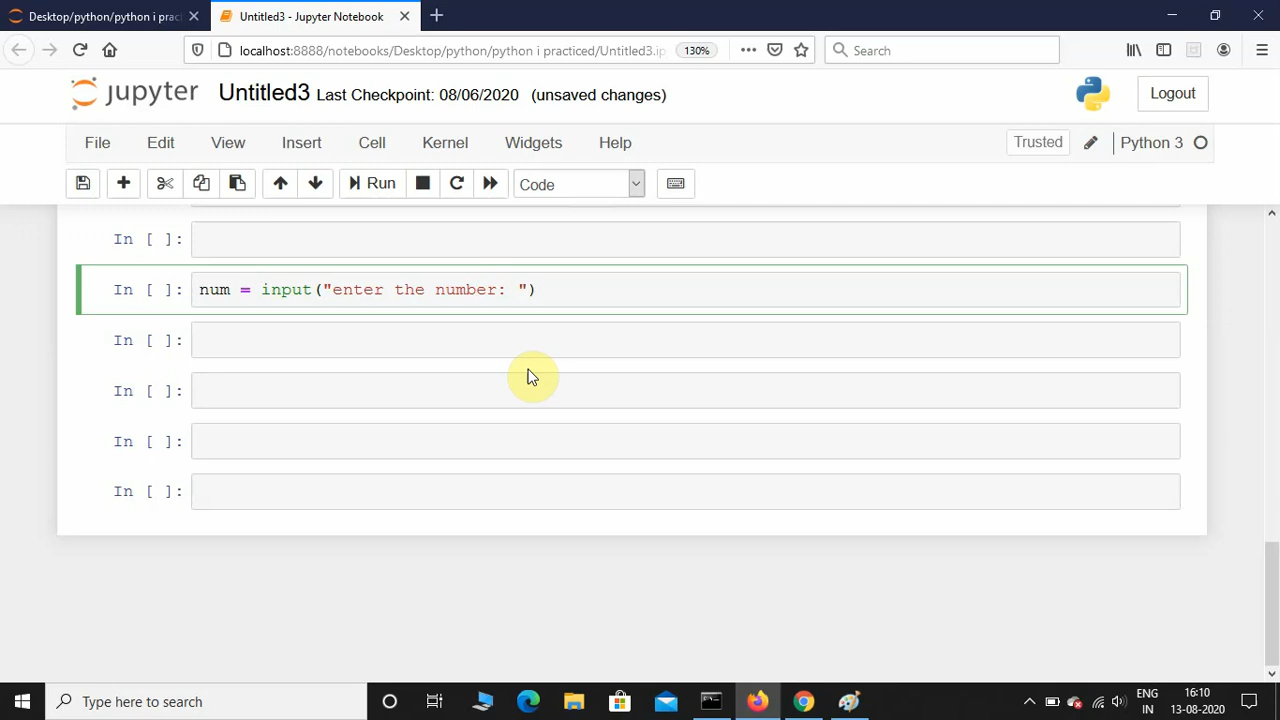 Desktop/python/python i prac
Untitled3 - Jupyter Notebook
localhost:8888/notebooks/Desktop/python/python i practiced/Untitled3.ip
130%
Search
jupyter Untitled3 Last Checkpoint: 08/06/2020 (unsaved changes)
Logout
File Edit View Insert Cell Kernel Widgets Help
Trusted Python 3
Run Code
In [ ]:
In [ ]: num = input("enter the number: ")
In [ ]:
In [ ]:
In [ ]:
In [ ]:
Type here to search
ENG 16:10
IN 13-08-2020